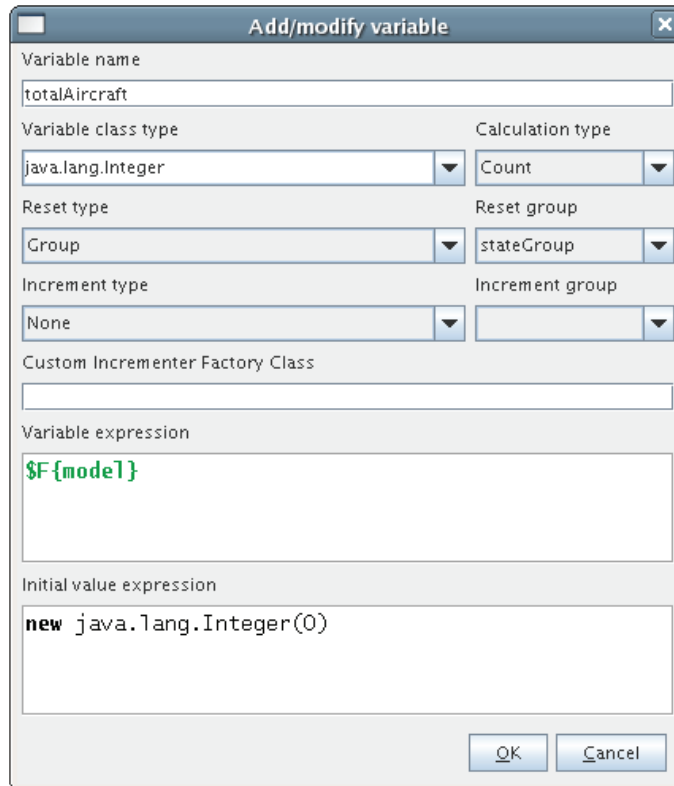 Add/modify variable
Variable name
totalAircraft
Variable class type Calculation type
java.lang.Integer Count
Reset type Reset group
Group stateGroup
Increment type Increment group
None
Custom Incrementer Factory Class
Variable expression
$F{model}
Initial value expression
new java.lang.Integer(0)
OK Cancel